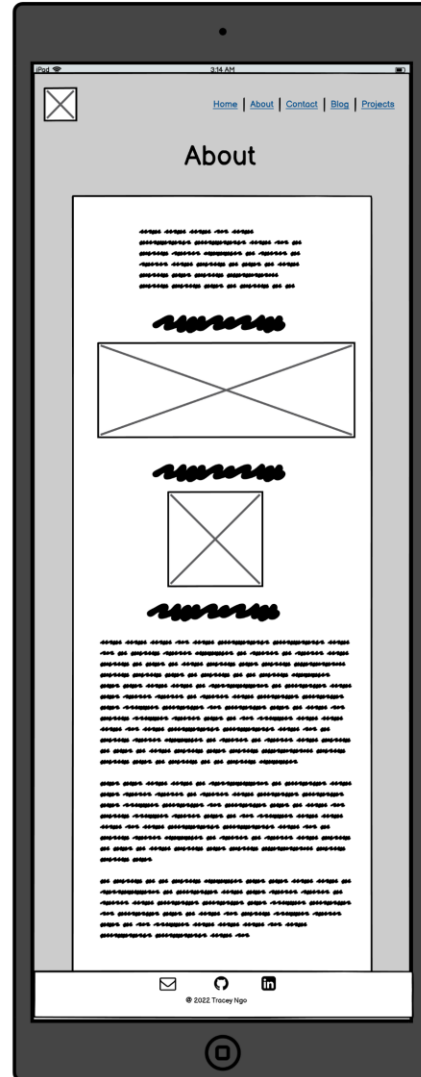 iPad 3:14 AM
Home | About | Contact | Blog | Projects
About
@ 2022 Tracey Ngo